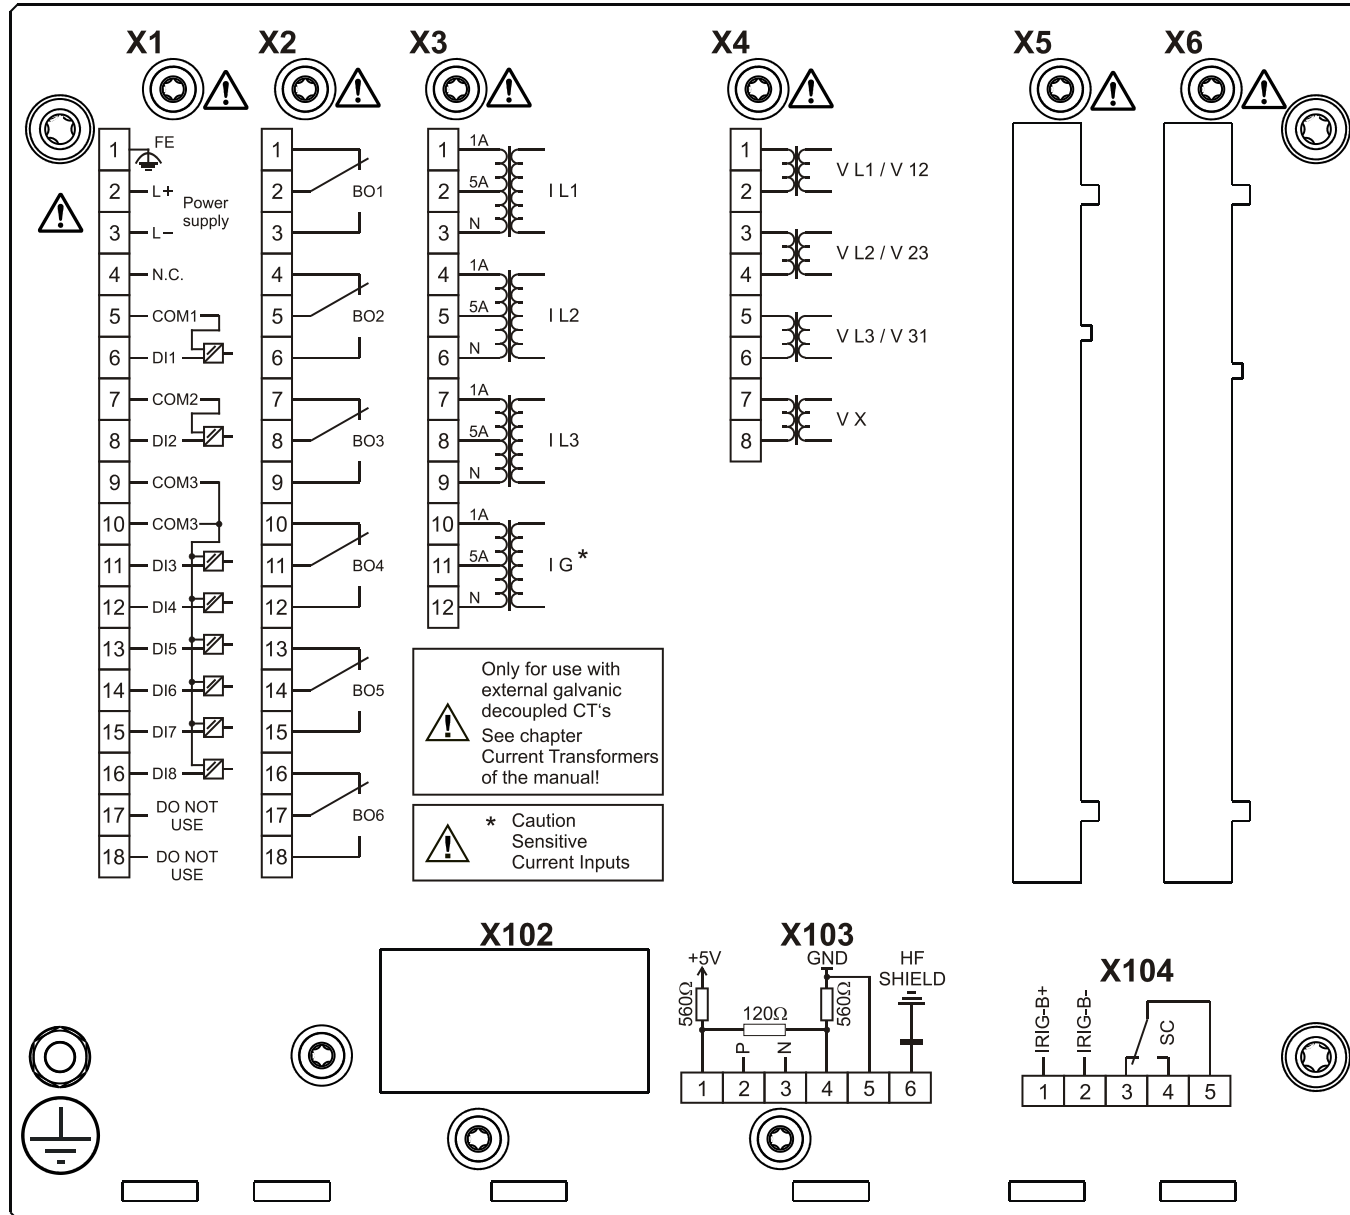 X1
X2
X3
X4
X5
X6
1 FE
2 L+
Power
supply
3 L−
4 N.C.
5 COM1
6 DI1
7 COM2
8 DI2
9 COM3
10 COM3
11 DI3
12 DI4
13 DI5
14 DI6
15 DI7
16 DI8
17 DO NOT
USE
18 DO NOT
USE
1
2 BO1
3
4
5 BO2
6
7
8 BO3
9
10
11 BO4
12
13
14 BO5
15
16
17 BO6
18
1 1A
2 5A I L1
3 N
4 1A
5 5A I L2
6 N
7 1A
8 5A I L3
9 N
10 1A
11 5A I G *
12 N
Only for use with
external galvanic
decoupled CT‘s
See chapter
Current Transformers
of the manual!
* Caution
Sensitive
Current Inputs
1
V L1 / V 12
2
3
V L2 / V 23
4
5
V L3 / V 31
6
7
V X
8
X102
X103
+5V
GND
HF
SHIELD
560Ω
120Ω
560Ω
P
N
1 2 3 4 5 6
X104
IRIG-B+
IRIG-B-
SC
1 2 3 4 5